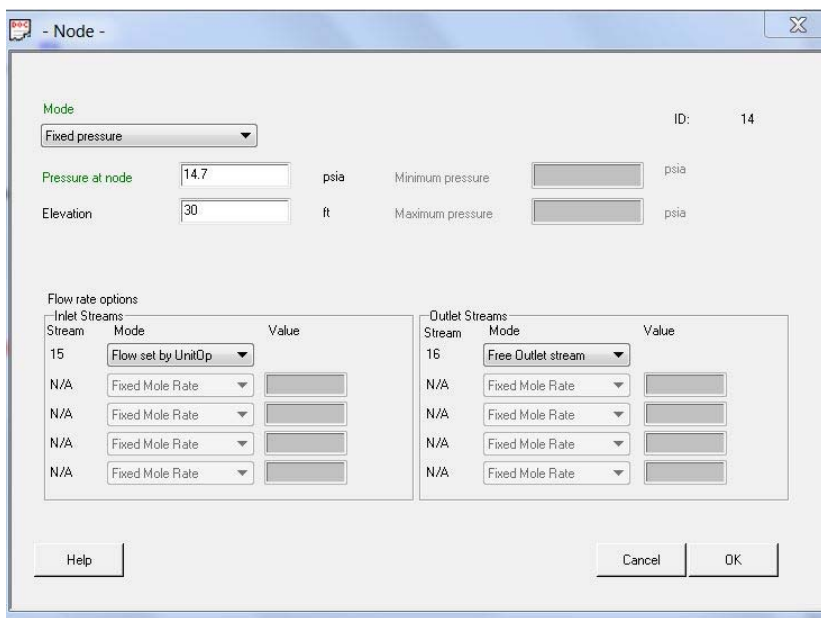 - Node -
Mode
ID: 14
Fixed pressure
Pressure at node 14.7 psia Minimum pressure psia
Elevation 30 ft Maximum pressure psia
Flow rate options
Inlet Streams Outlet Streams
Stream Mode Value Stream Mode Value
15 Flow set by UnitOp 16 Free Outlet stream
N/A Fixed Mole Rate N/A Fixed Mole Rate
N/A Fixed Mole Rate N/A Fixed Mole Rate
N/A Fixed Mole Rate N/A Fixed Mole Rate
N/A Fixed Mole Rate N/A Fixed Mole Rate
Help Cancel OK